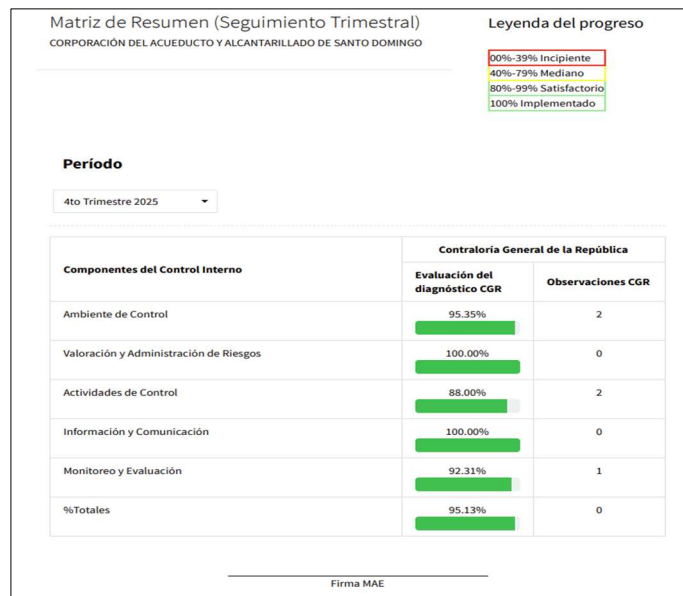 Matriz de Resumen (Seguimiento Trimestral)
CORPORACIÓN DEL ACUEDUCTO Y ALCANTARILLADO DE SANTO DOMINGO
Leyenda del progreso
00%-39% Incipiente
40%-79% Mediano
80%-99% Satisfactorio
100% Implementado
Período
4to Trimestre 2025
Componentes del Control Interno
Contraloría General de la República
Evaluación del
diagnóstico CGR
Observaciones CGR
Ambiente de Control 95.35% 2
Valoración y Administración de Riesgos 100.00% 0
Actividades de Control 88.00% 2
Información y Comunicación 100.00% 0
Monitoreo y Evaluación 92.31% 1
%Totales 95.13% 0
Firma MAE